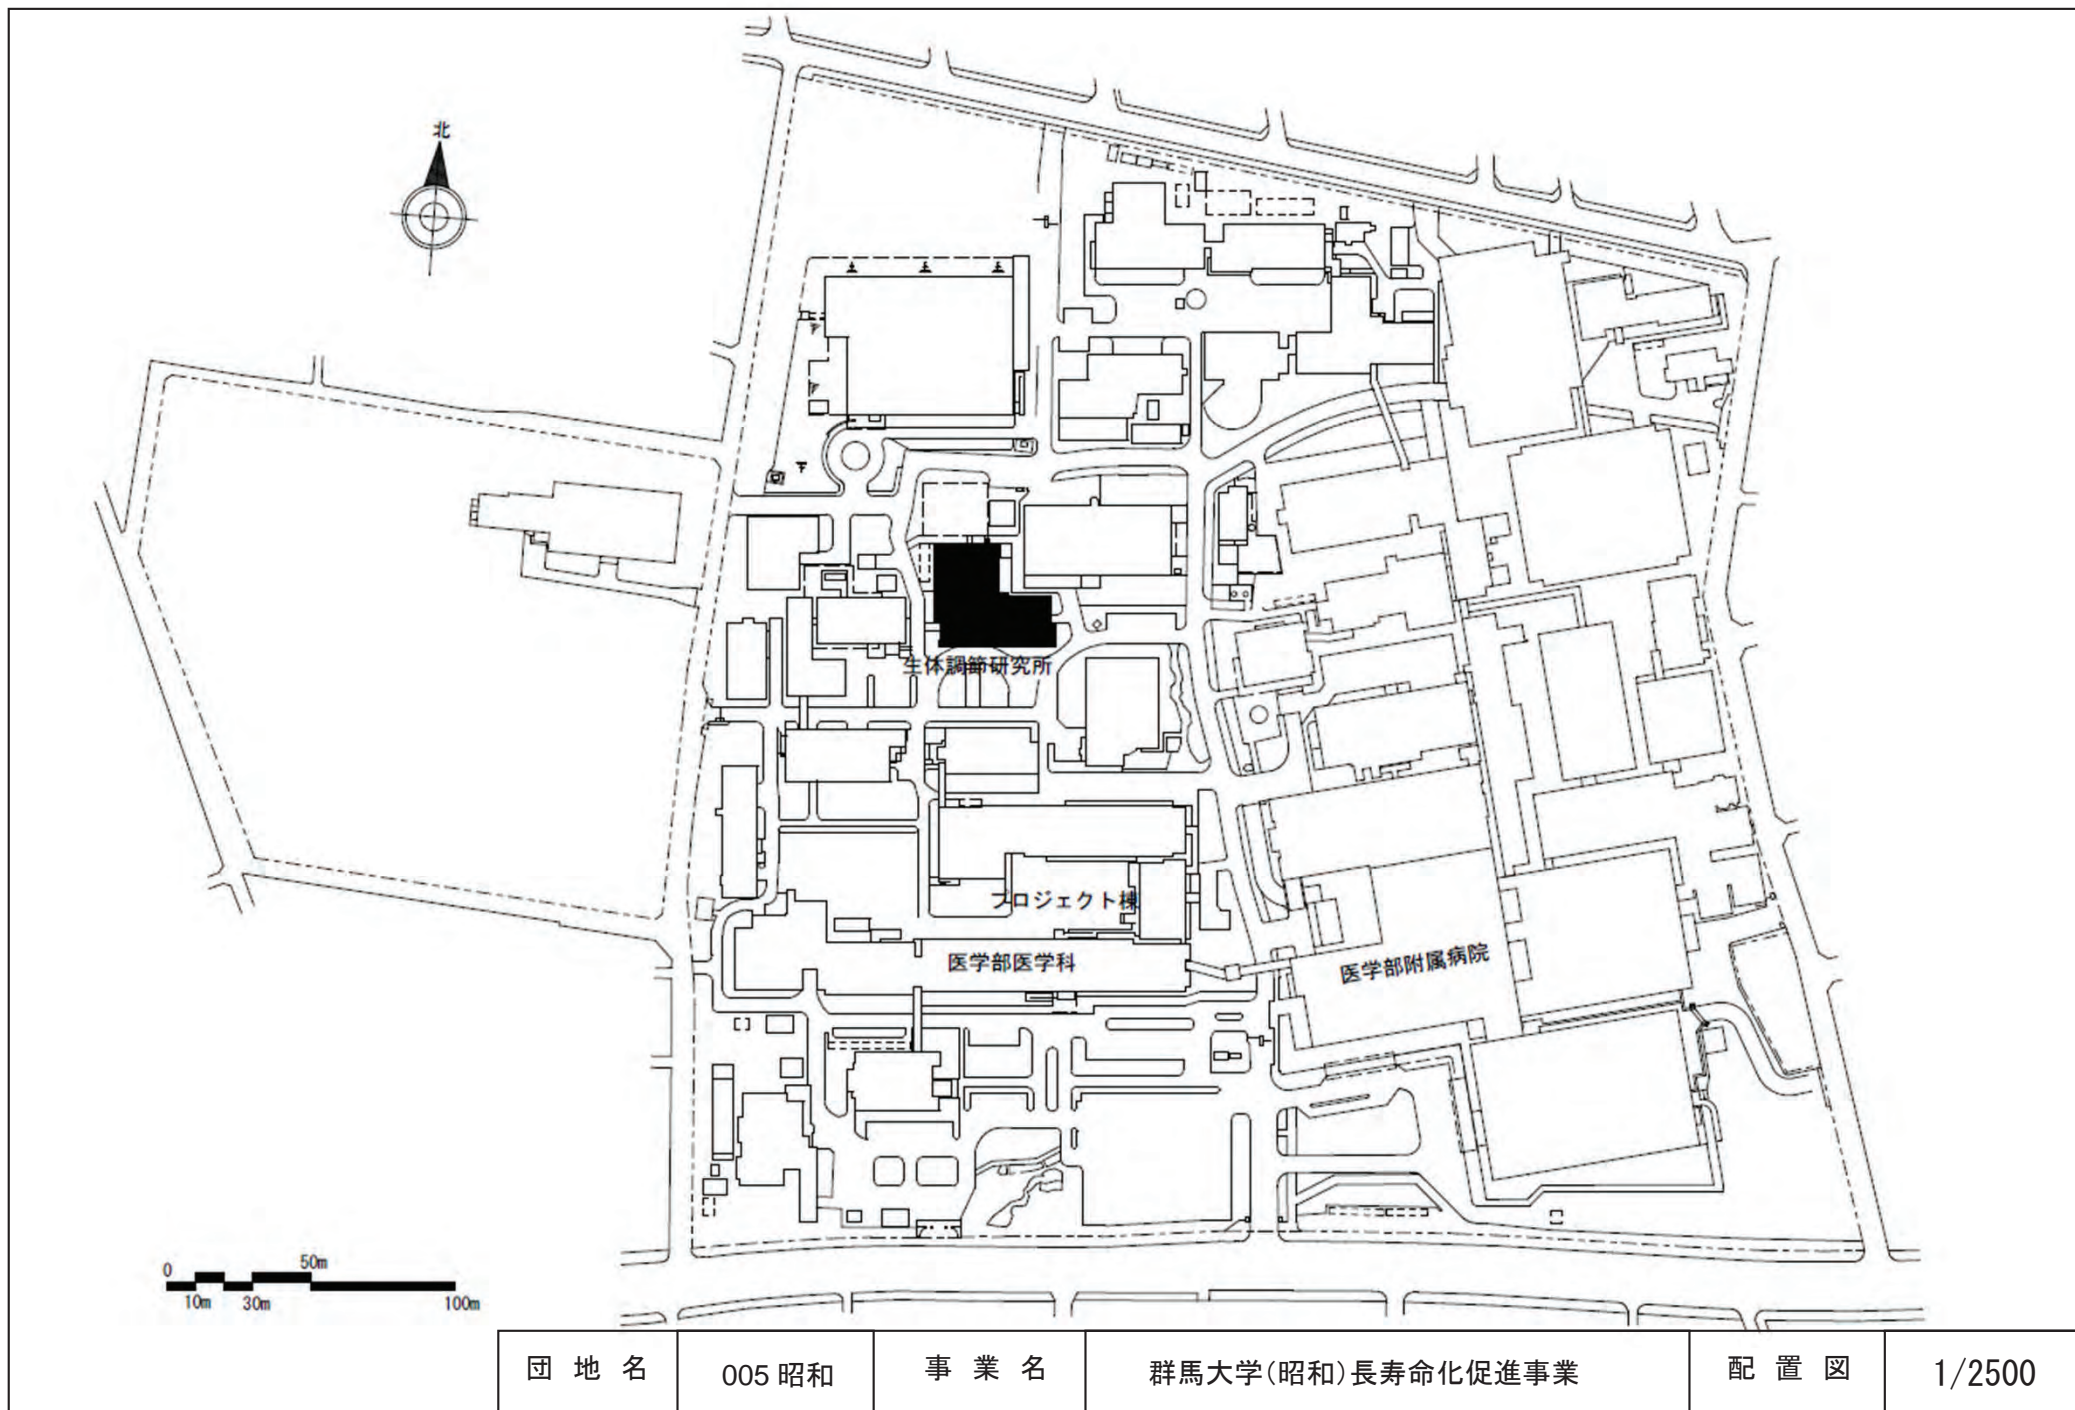 北
生体調節研究所
プロジェクト棟
医学部医学科
医学部附属病院
0 50m
10m 30m 100m
団地名 005 昭和 事業名 群馬大学(昭和)長寿命化促進事業 配置図 1/2500